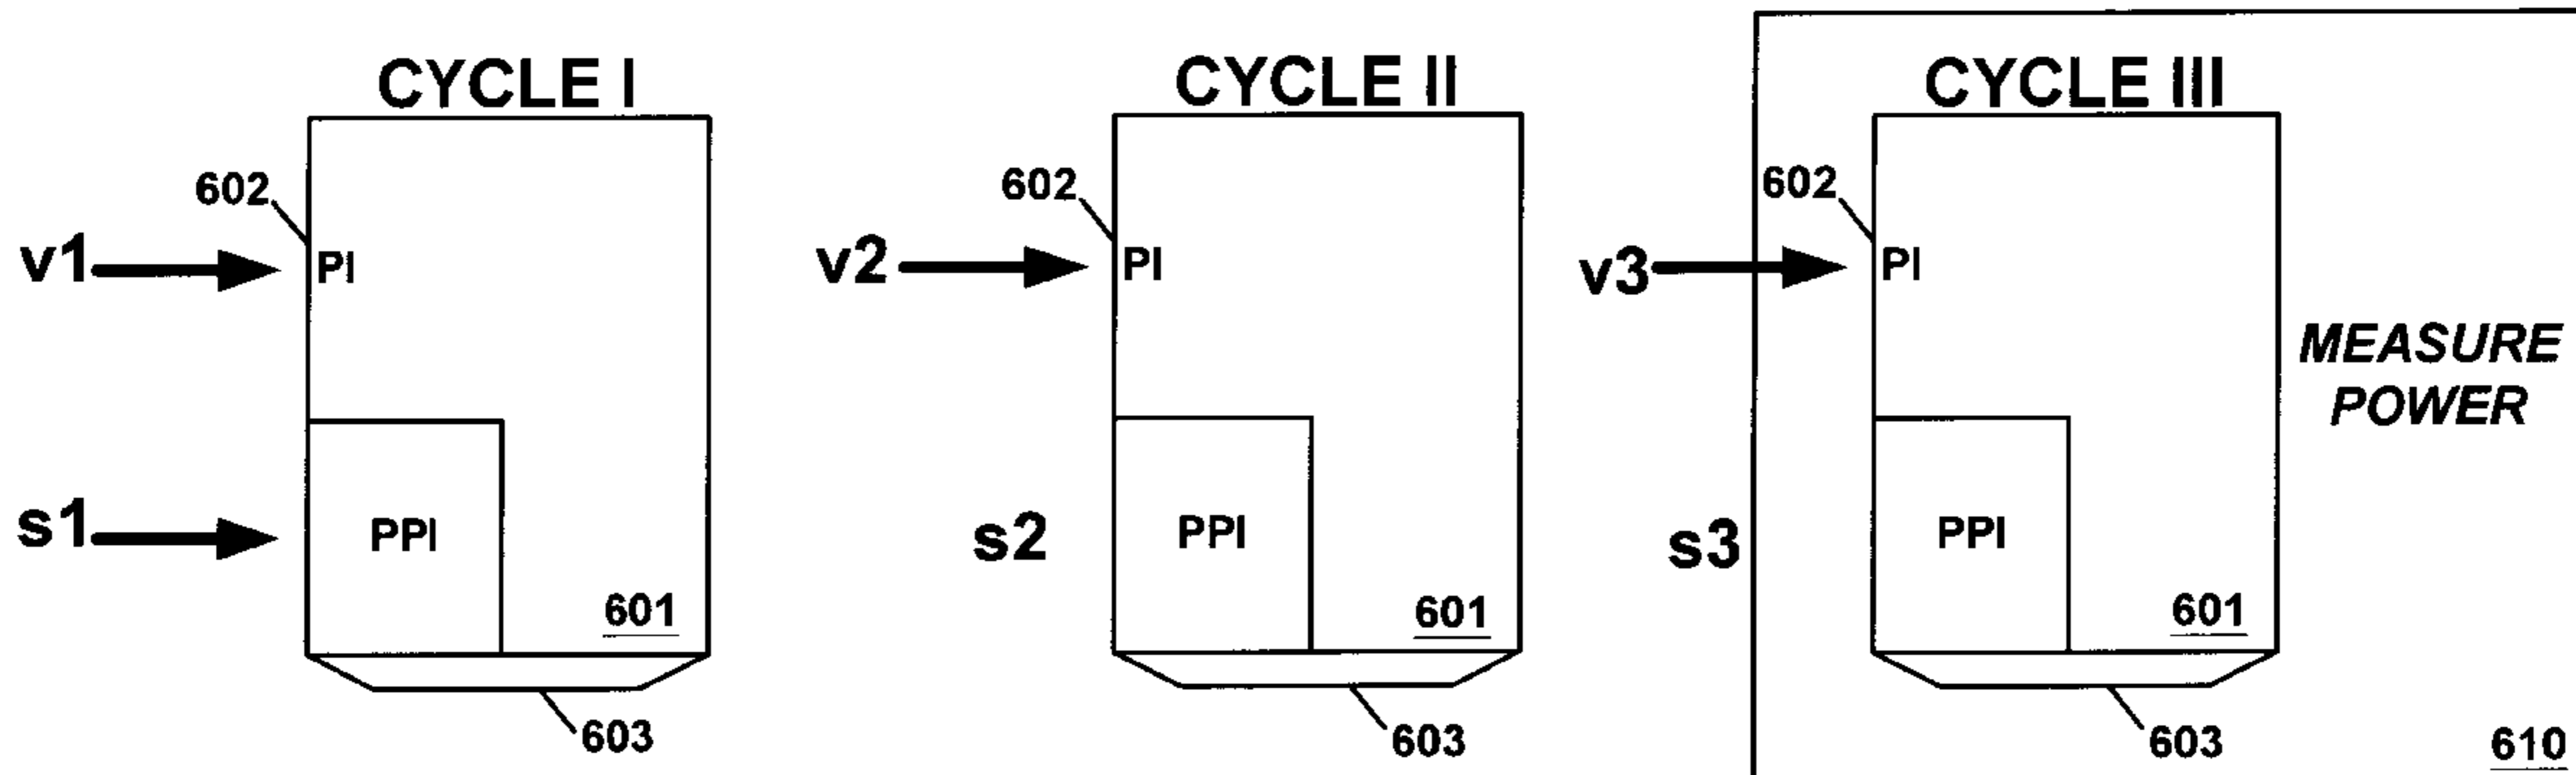 CYCLE I
CYCLE II
CYCLE III
602
602
602
v1
PI
v2
PI
v3
PI
MEASURE
POWER
s1
PPI
s2
PPI
s3
PPI
601
601
601
603
603
603
610